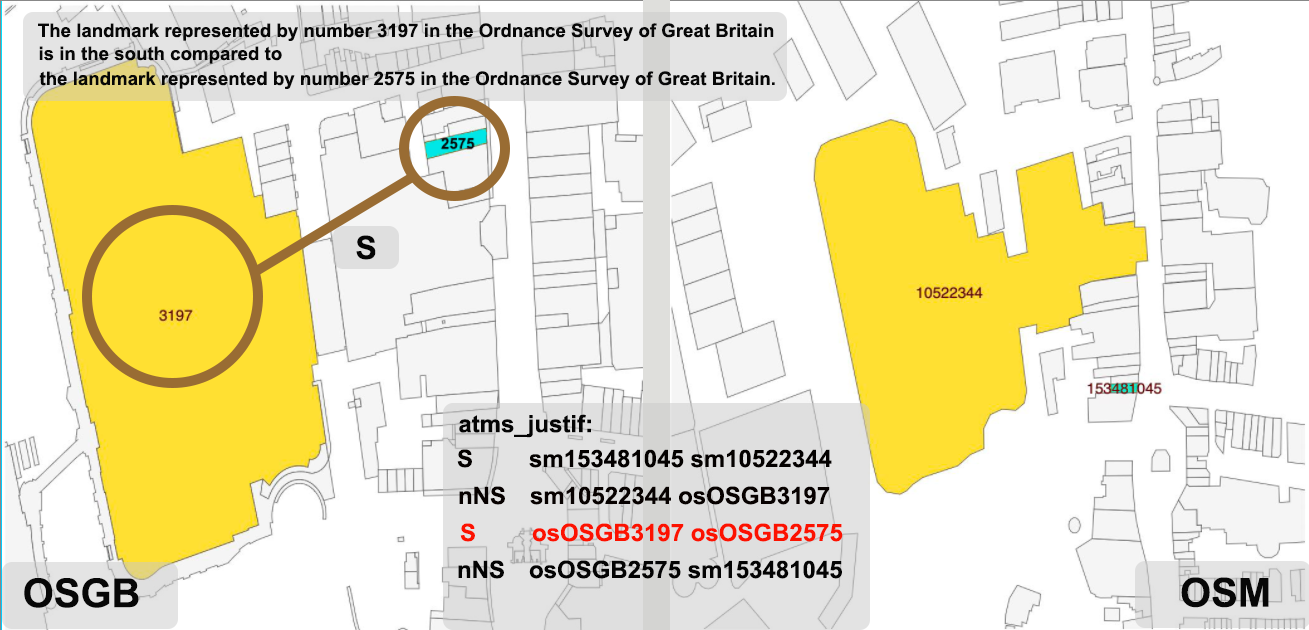 The landmark represented by number 3197 in the Ordnance Survey of Great Britain
is in the south compared to
the landmark represented by number 2575 in the Ordnance Survey of Great Britain.
2575
S
3197
10522344
153481045
atms_justif:
S sm153481045 sm10522344
nNS sm10522344 osOSGB3197
S osOSGB3197 osOSGB2575
nNS osOSGB2575 sm153481045
OSGB
OSM